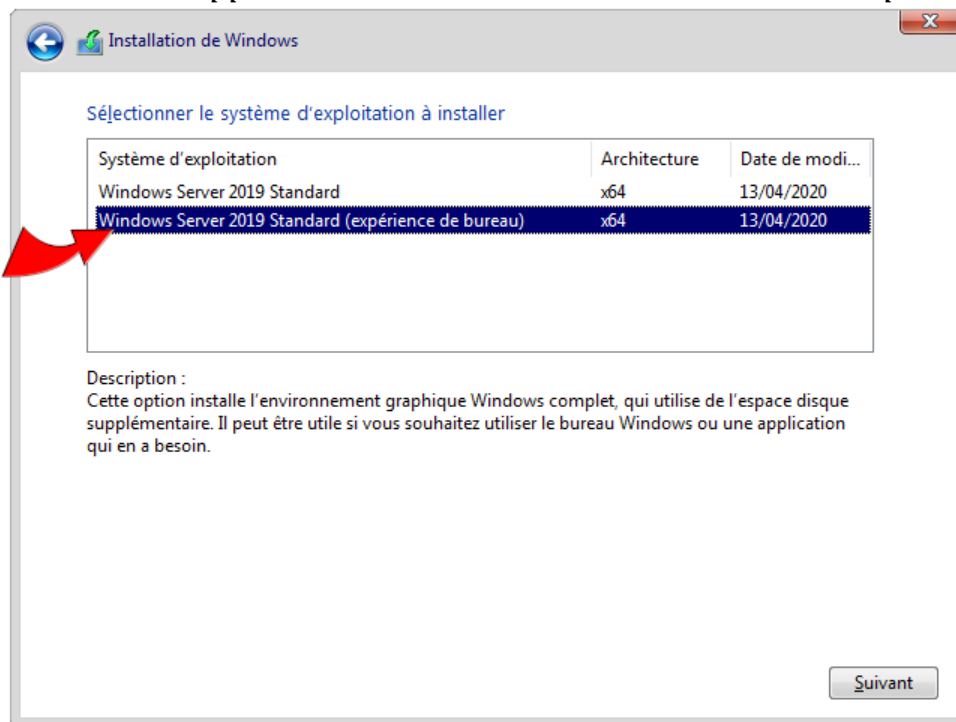 Installation de Windows
Sélectionner le système d'exploitation à installer
Système d'exploitation Architecture Date de modi...
Windows Server 2019 Standard x64 13/04/2020
Windows Server 2019 Standard (expérience de bureau) x64 13/04/2020
Description :
Cette option installe l'environnement graphique Windows complet, qui utilise de l'espace disque
supplémentaire. Il peut être utile si vous souhaitez utiliser le bureau Windows ou une application
qui en a besoin.
Suivant